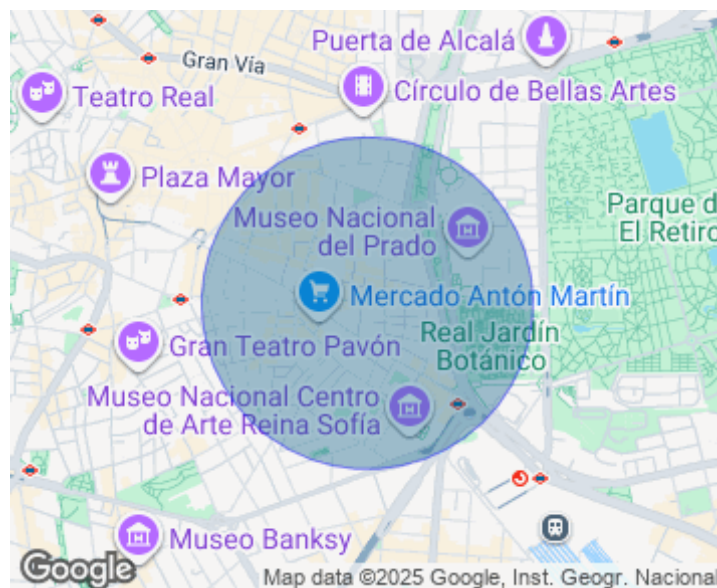 Puerta de Alcalá
Gran Vía
Teatro Real
Círculo de Bellas Artes
Plaza Mayor
Museo Nacional
del Prado
Parque d
El Retiro
Mercado Antón Martín
Gran Teatro Pavón
Real Jardín
Botánico
Museo Nacional Centro
de Arte Reina Sofía
Museo Banksy
Google
Map data ©2025 Google, Inst. Geogr. Nacional